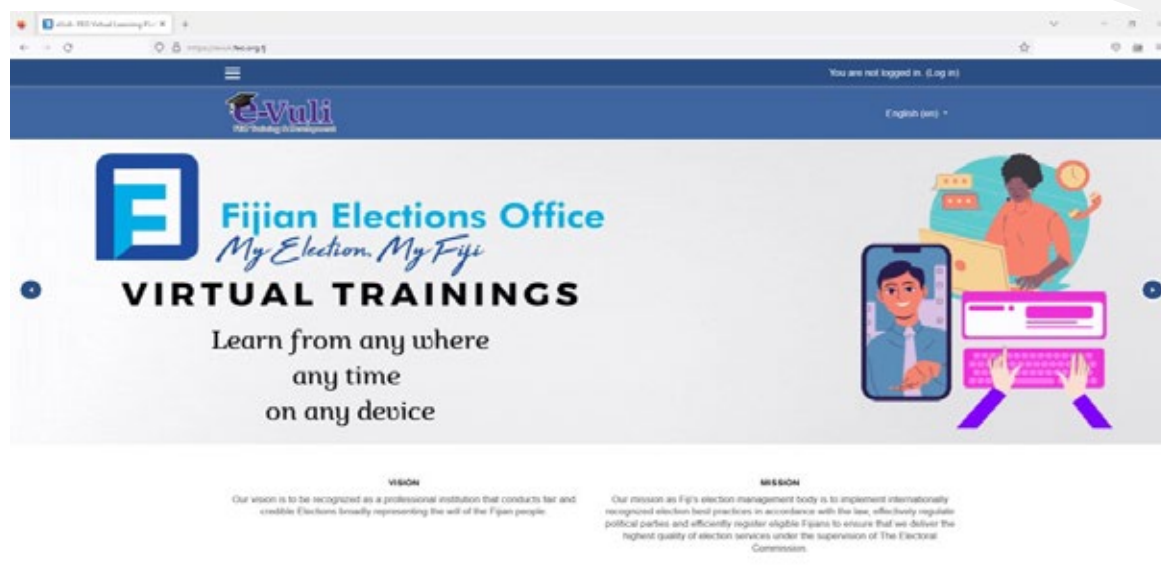 You are not logged in. (Log in)
e-Vuli
FEO Training & Development
English (en)
Fijian Elections Office
My Election. My Fiji
VIRTUAL TRAININGS
Learn from any where
any time
on any device
VISION
Our vision is to be recognized as a professional institution that conducts fair and
credible Elections broadly representing the will of the Fijian people.
MISSION
Our mission as Fiji's election management body is to implement internationally
recognized election best practices in accordance with the law, effectively regulate
political parties and efficiently register eligible Fijians to ensure that we deliver the
highest quality of election services under the supervision of The Electoral
Commission.